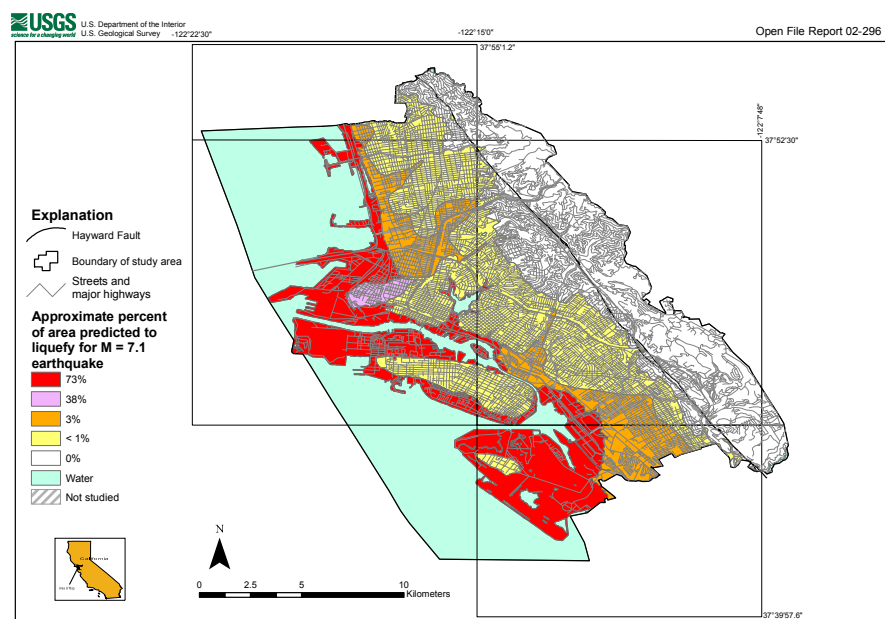 USGS
science for a changing world
U.S. Department of the Interior
U.S. Geological Survey
-122°22'30"
-122°15'0"
Open File Report 02-296
37°55'1.2"
-122°7'48"
37°52'30"
Explanation
Hayward Fault
Boundary of study area
Streets and
major highways
Approximate percent
of area predicted to
liquefy for M = 7.1
earthquake
73%
38%
3%
< 1%
0%
Water
Not studied
California
N
0
2.5
5
10
Kilometers
37°39'57.6"